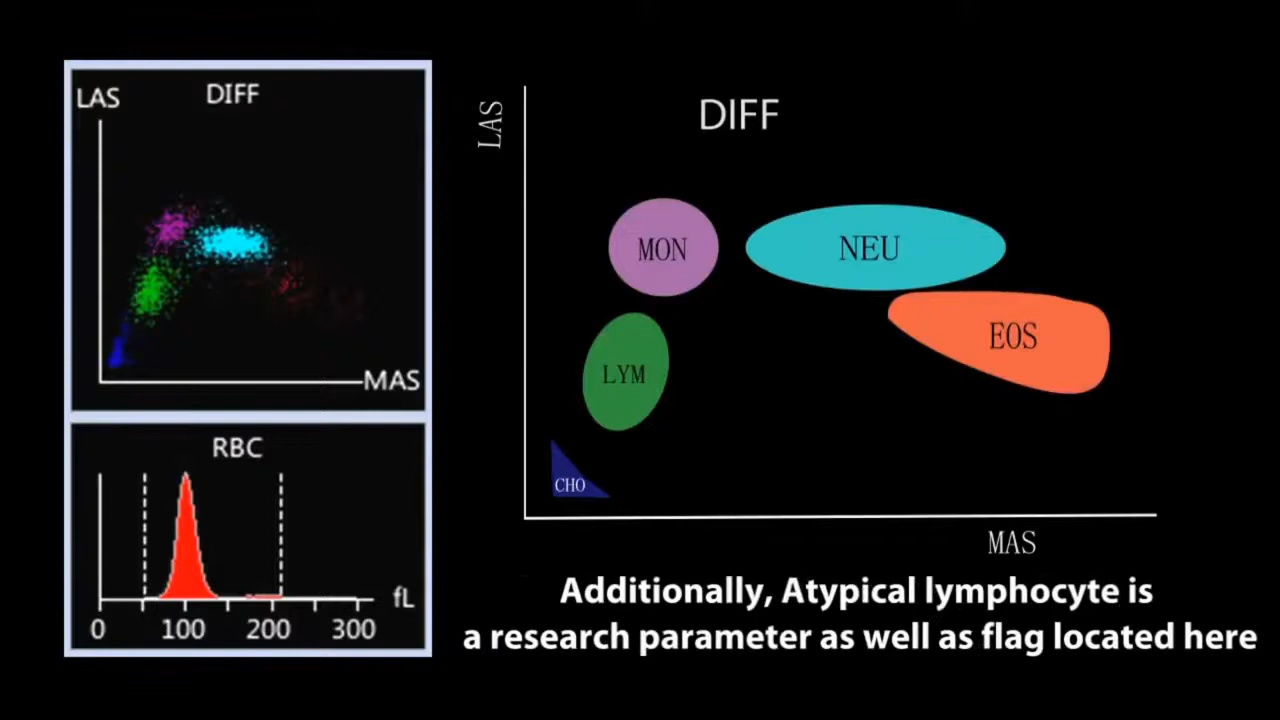 LAS
DIFF
MAS
RBC
fL
0 100 200 300
LAS
DIFF
MON
NEU
EOS
LYM
CHO
MAS
Additionally, Atypical lymphocyte is
a research parameter as well as flag located here